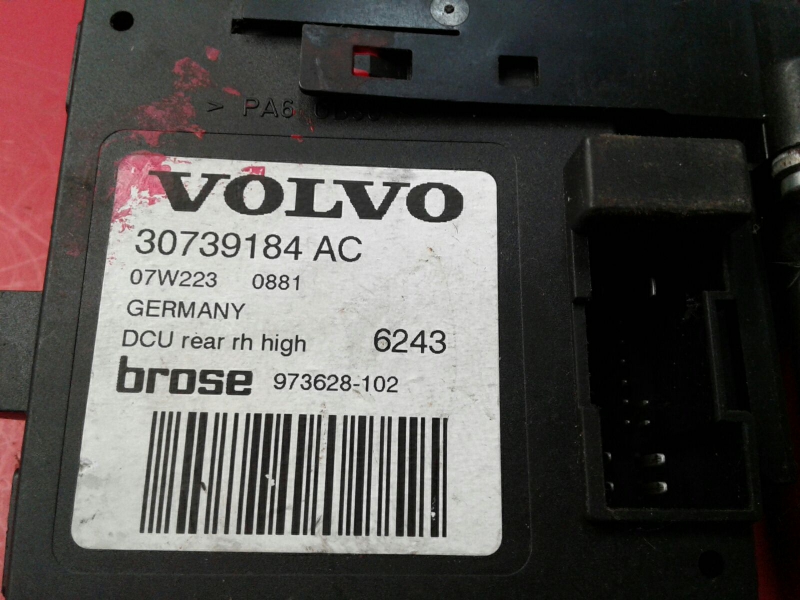 > PA6
VOLVO
30739184 AC
07W223 0881
GERMANY
DCU rear rh high 6243
brose 973628-102